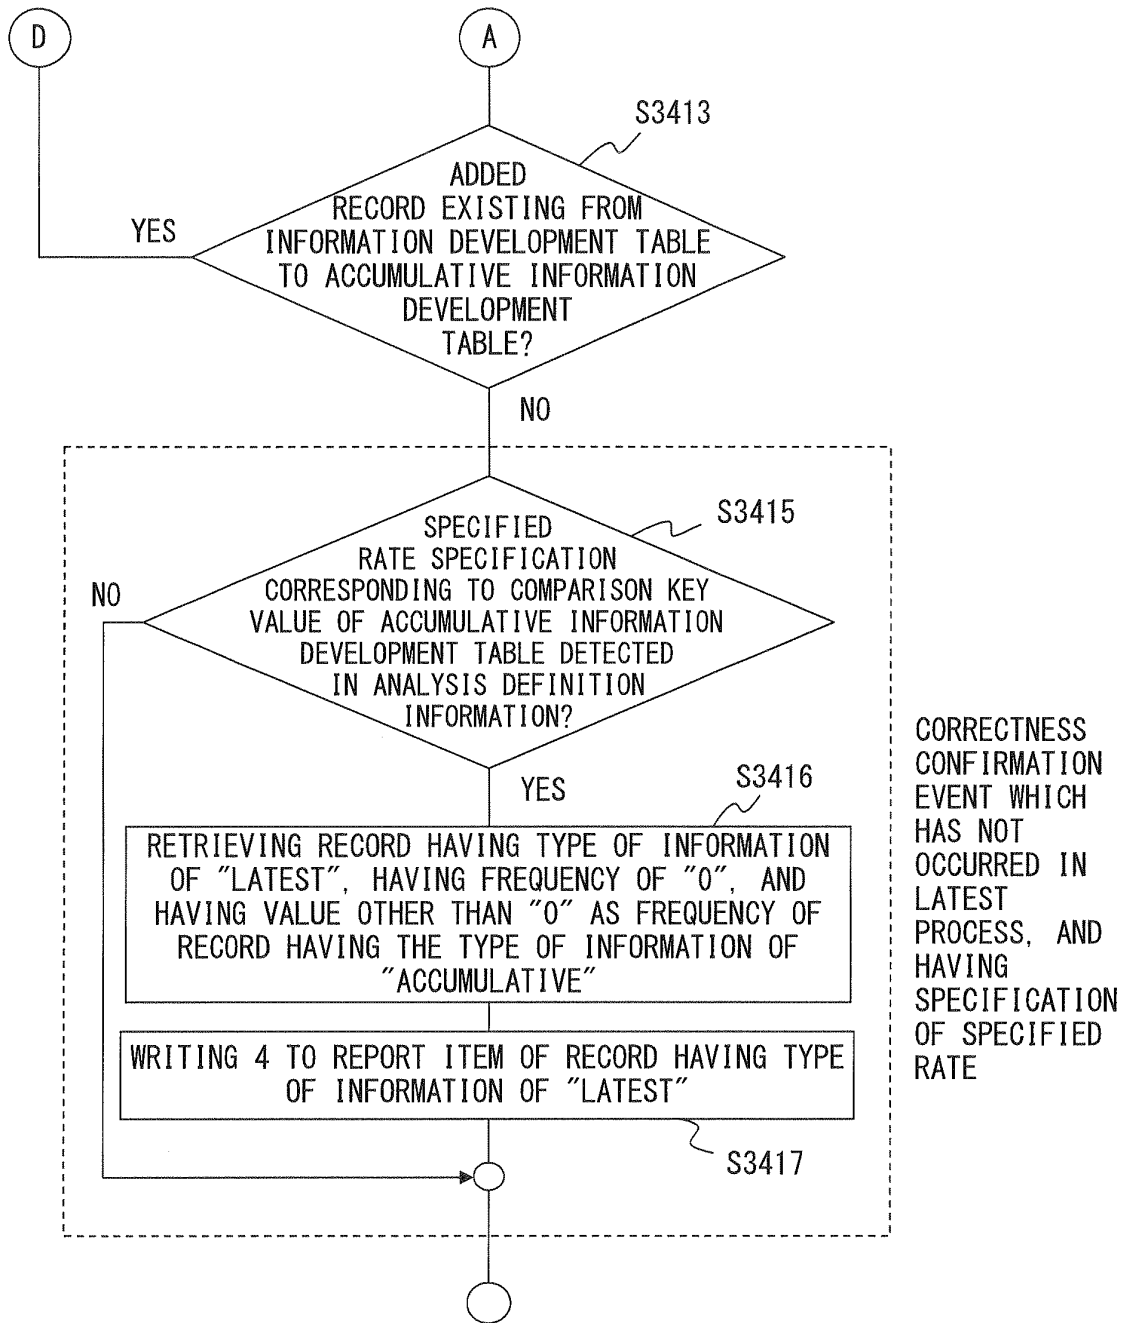 D
A
S3413
ADDED
RECORD EXISTING FROM
INFORMATION DEVELOPMENT TABLE
TO ACCUMULATIVE INFORMATION
DEVELOPMENT
TABLE?
YES
NO
S3415
SPECIFIED
RATE SPECIFICATION
CORRESPONDING TO COMPARISON KEY
VALUE OF ACCUMULATIVE INFORMATION
DEVELOPMENT TABLE DETECTED
IN ANALYSIS DEFINITION
INFORMATION?
NO
YES
S3416
RETRIEVING RECORD HAVING TYPE OF INFORMATION
OF "LATEST", HAVING FREQUENCY OF "0", AND
HAVING VALUE OTHER THAN "0" AS FREQUENCY OF
RECORD HAVING THE TYPE OF INFORMATION OF
"ACCUMULATIVE"
WRITING 4 TO REPORT ITEM OF RECORD HAVING TYPE
OF INFORMATION OF "LATEST"
S3417
CORRECTNESS
CONFIRMATION
EVENT WHICH
HAS NOT
OCCURRED IN
LATEST
PROCESS, AND
HAVING
SPECIFICATION
OF SPECIFIED
RATE